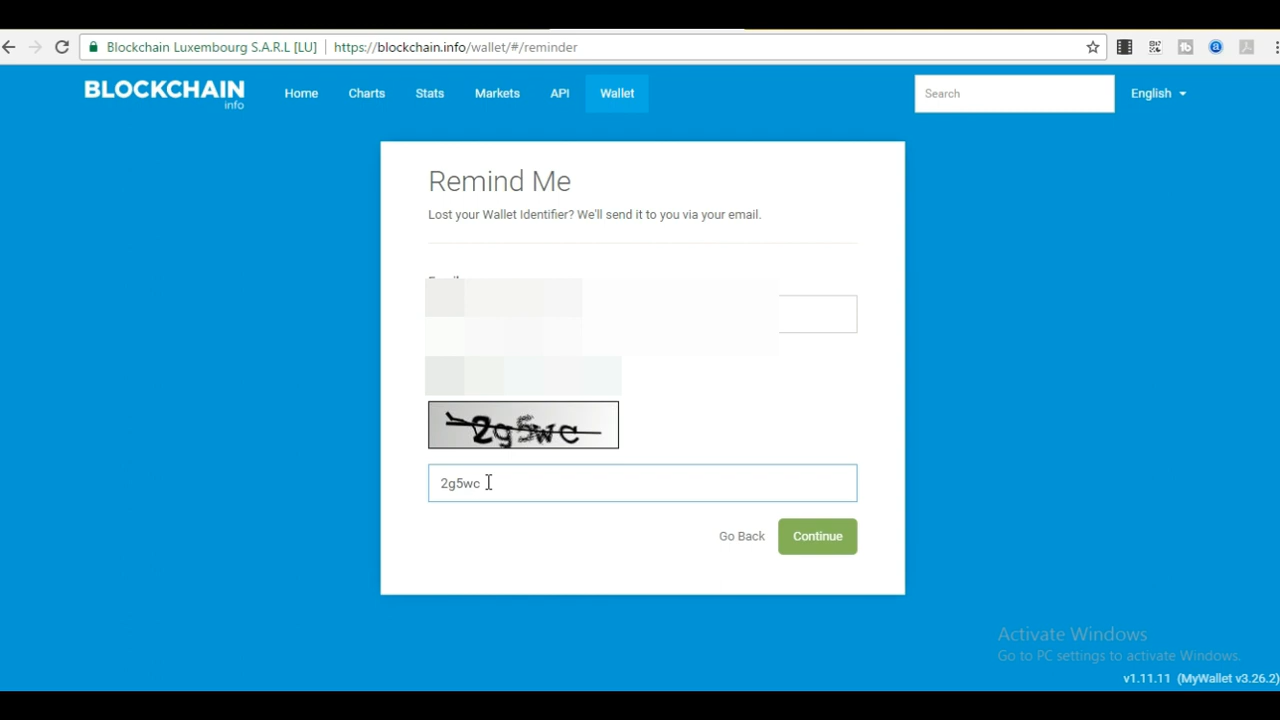 Blockchain Luxembourg S.A.R.L [LU] https://blockchain.info/wallet/#/reminder
BLOCKCHAIN info Home Charts Stats Markets API Wallet Search English
Remind Me
Lost your Wallet Identifier? We'll send it to you via your email.
2g5wc
2g5wc
Go Back Continue
Activate Windows
Go to PC settings to activate Windows.
v1.11.11 (MyWallet v3.26.2)